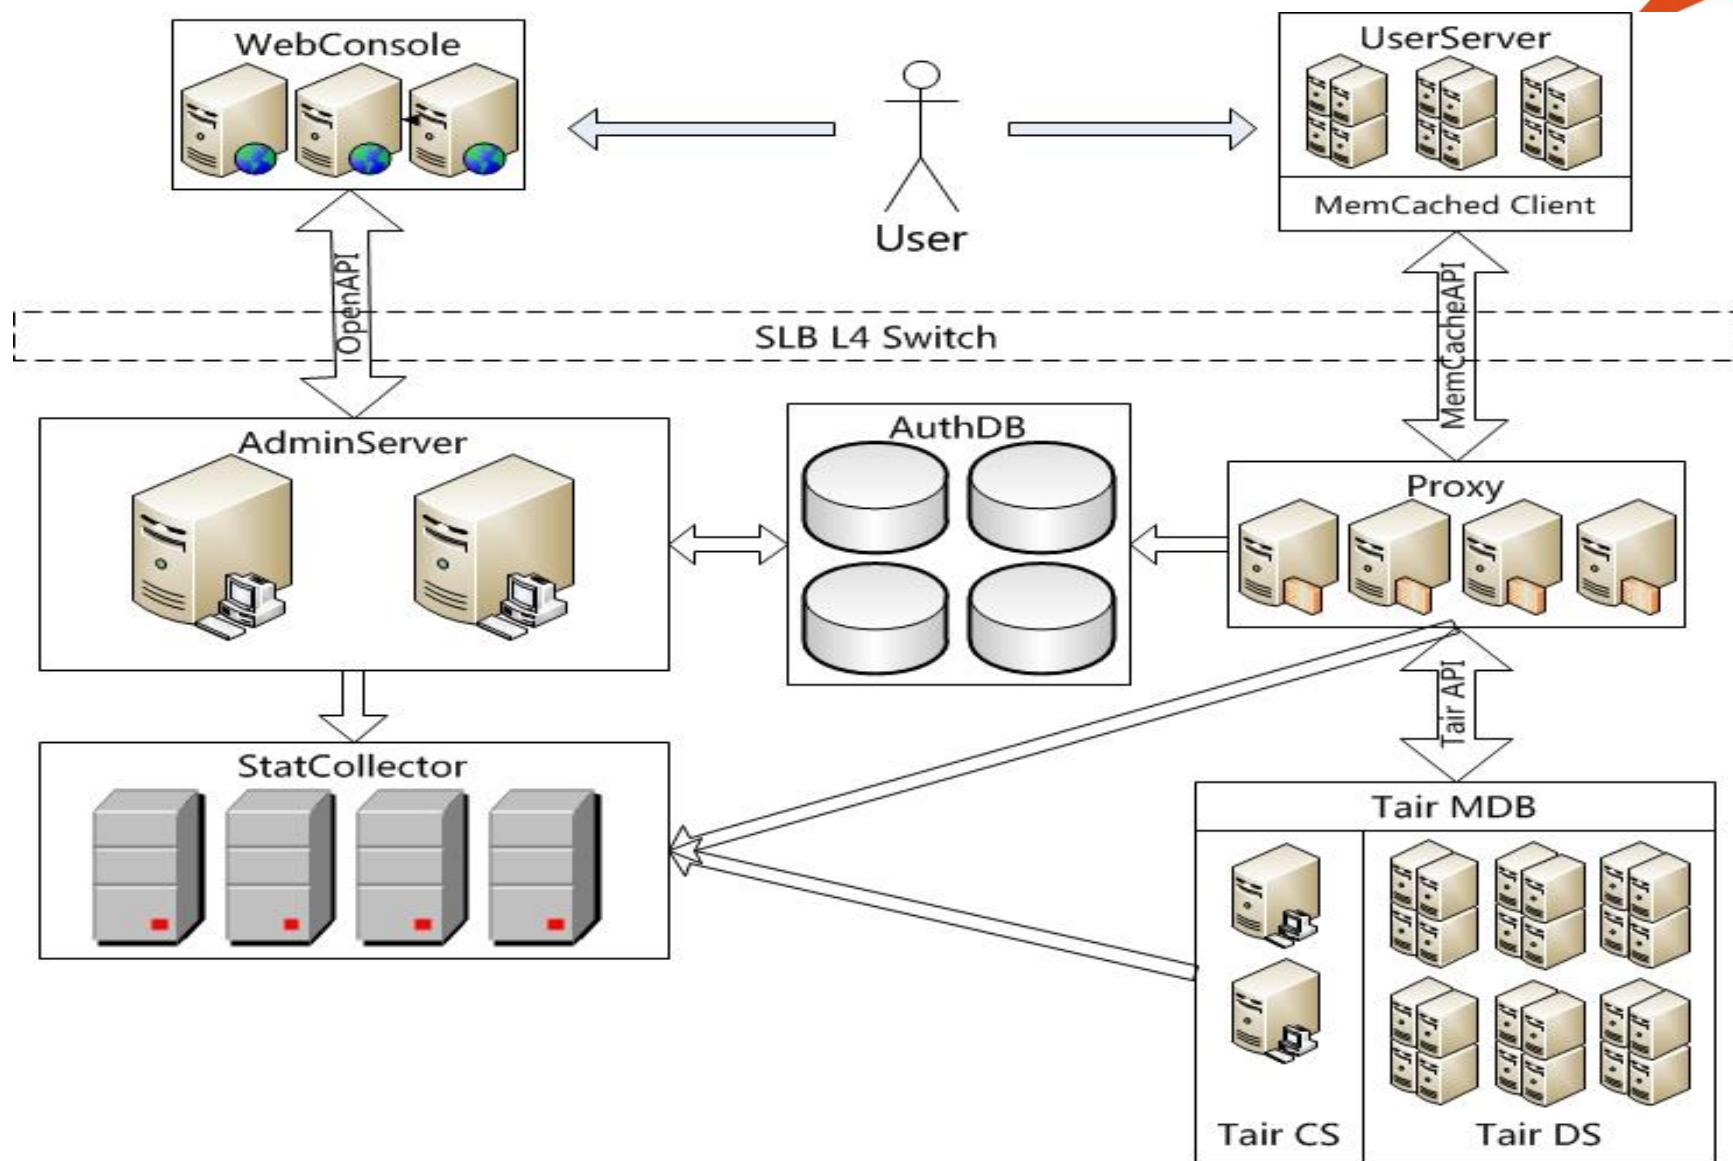 WebConsole
UserServer
MemCached Client
User
OpenAPI
MemCacheAPI
SLB L4 Switch
AdminServer
AuthDB
Proxy
Tair API
StatCollector
Tair MDB
Tair CS
Tair DS